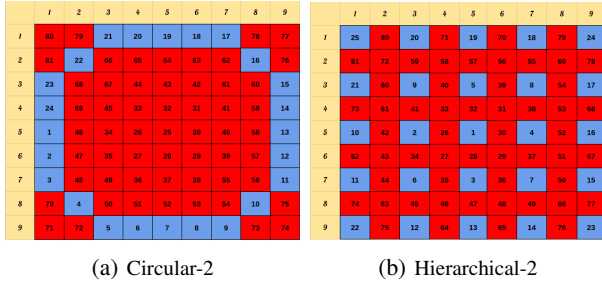 1 2 3 4 5 6 7 8 9
1 80 79 21 20 19 18 17 78 77
2 81 22 66 65 64 63 62 16 76
3 23 68 67 44 43 42 61 60 15
4 24 69 45 33 32 31 41 59 14
5 1 46 34 26 25 30 40 58 13
6 2 47 35 27 28 29 39 57 12
7 3 48 49 36 37 38 55 56 11
8 70 4 50 51 52 53 54 10 75
9 71 72 5 6 7 8 9 73 74
(a) Circular-2
1 2 3 4 5 6 7 8 9
1 25 80 20 71 19 70 18 79 24
2 81 72 59 58 57 56 55 69 78
3 21 60 9 40 5 39 8 54 17
4 73 61 41 33 32 31 38 53 68
5 10 42 2 26 1 30 4 52 16
6 62 43 34 27 28 29 37 51 67
7 11 44 6 35 3 36 7 50 15
8 74 63 45 46 47 48 49 66 77
9 22 75 12 64 13 65 14 76 23
(b) Hierarchical-2